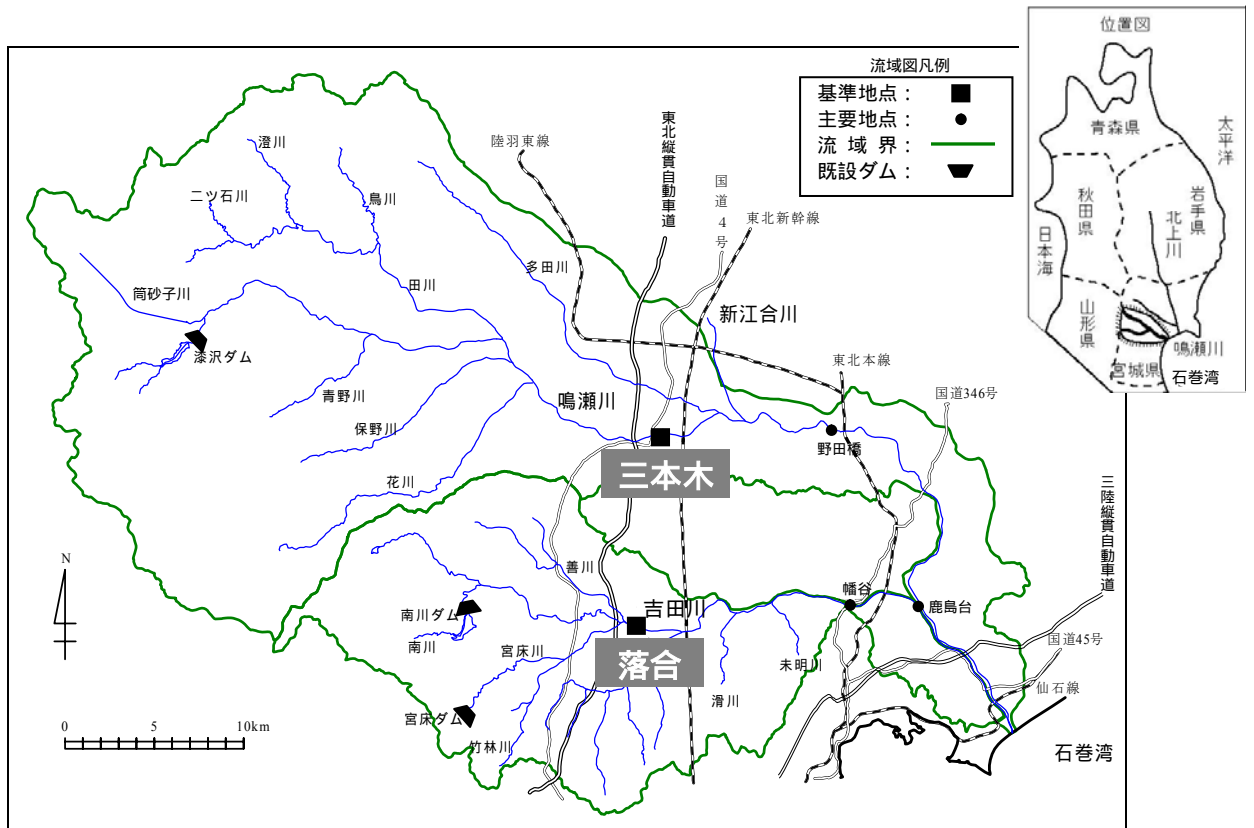 位置図
青森県
太平洋
秋田県
岩手県
北上川
日本海
山形県
鳴瀬川
宮城県
石巻湾
流域図凡例
基準地点：
主要地点：
流 域 界：
既設ダム：
東北縦貫自動車道
陸羽東線
国道4号
東北新幹線
澄川
二ツ石川
鳥川
多田川
田川
筒砂子川
新江合川
漆沢ダム
東北本線
青野川
鳴瀬川
国道346号
保野川
野田橋
三本木
花川
三陸縦貫自動車道
N
善川
幡谷
吉田川
鹿島台
南川ダム
南川
宮床川
落合
未明川
国道45号
滑川
仙石線
宮床ダム
竹林川
石巻湾
0 5 10km